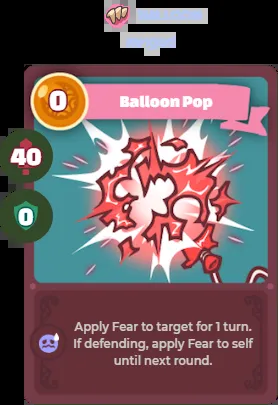 0
Balloon Pop
40
0
Apply Fear to target for 1 turn.
If defending, apply Fear to self
until next round.